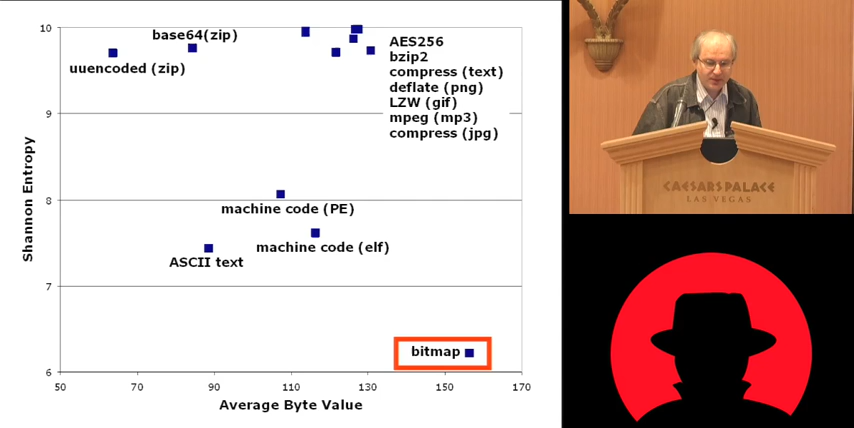 10
base64(zip)
uuencoded (zip)
AES256
bzip2
compress (text)
deflate (png)
LZW (gif)
mpeg (mp3)
compress (jpg)
9
Shannon Entropy
8
machine code (PE)
machine code (elf)
ASCII text
7
bitmap
6
50 70 90 110 130 150 170
Average Byte Value
CAESARS PALACE
LAS VEGAS